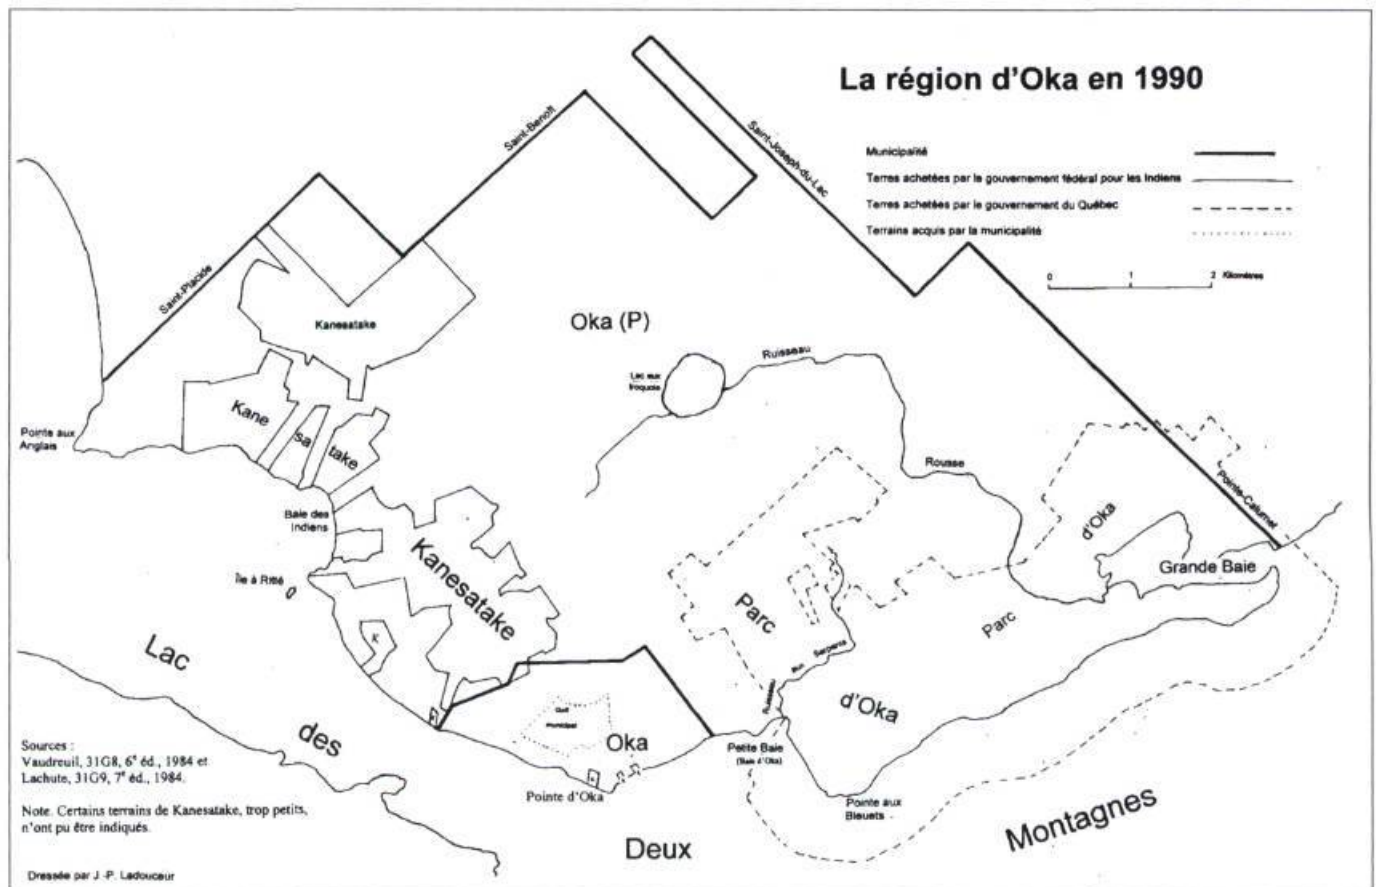 La région d'Oka en 1990
Municipalité
Terres achetées par le gouvernement fédéral pour les Indiens
Terres achetées par le gouvernement du Québec
Terrains acquis par la municipalité
0 1 2 Kilomètres
Saint-Joseph-du-Lac
Saint-Benoît
Saint-Placide
Kanesatake
Oka (P)
Ruisseau
Lac aux
Iroquois
Kane
sa
take
Pointe aux
Anglais
Rousse
Pointe-Calumet
Baie des
Indiens
d'Oka
Kanesatake
Grande Baie
Île à
Parc
Parc
K
Lac
Ruisseau
Serpents
d'Oka
des
Golf
municipal
Oka
Petite Baie
(Baie d'Oka)
Pointe d'Oka
Pointe aux
Bleuets
Montagnes
Deux
Sources :
Vaudreuil, 31G8, 6e éd., 1984 et
Lachute, 31G9, 7e éd., 1984.
Note. Certains terrains de Kanesatake, trop petits,
n'ont pu être indiqués.
Dressée par J.-P. Ladouceur